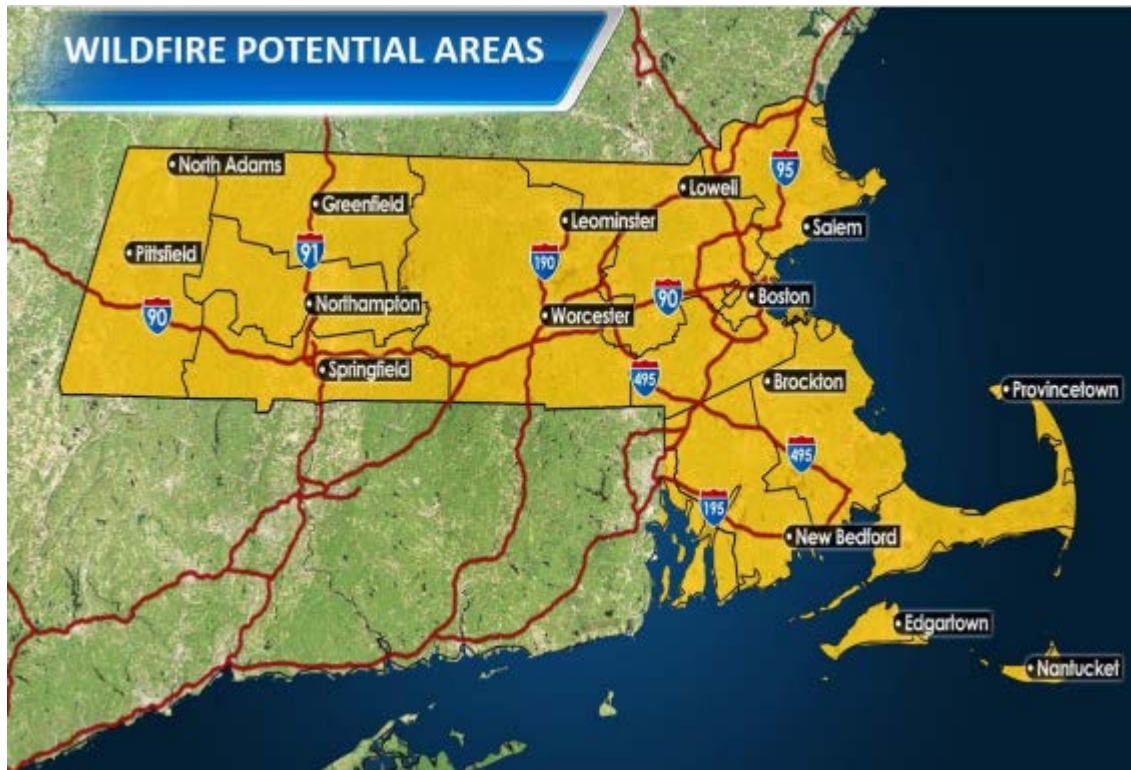 WILDFIRE POTENTIAL AREAS
North Adams
Lowell
95
Greenfield
Leominster
Salem
Pittsfield
91
190
90
Northampton
90
Boston
Worcester
Springfield
495
Brockton
Provincetown
495
195
New Bedford
Edgartown
Nantucket